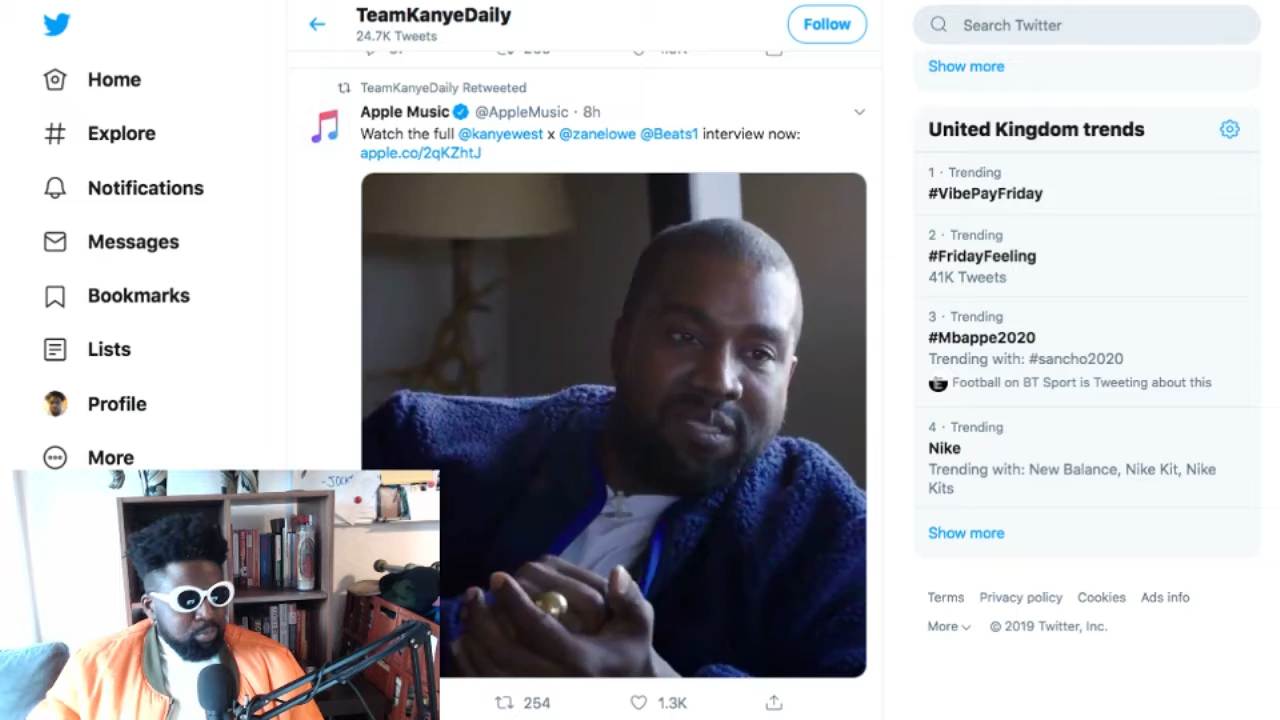 TeamKanyeDaily
24.7K Tweets
Follow
Search Twitter
Home
Explore
Notifications
Messages
Bookmarks
Lists
Profile
More
TeamKanyeDaily Retweeted
Apple Music @AppleMusic · 8h
Watch the full @kanyewest x @zanelowe @Beats1 interview now:
apple.co/2qKZhtJ
254
1.3K
Show more
United Kingdom trends
1 · Trending
#VibePayFriday
2 · Trending
#FridayFeeling
41K Tweets
3 · Trending
#Mbappe2020
Trending with: #sancho2020
Football on BT Sport is Tweeting about this
4 · Trending
Nike
Trending with: New Balance, Nike Kit, Nike
Kits
Show more
Terms Privacy policy Cookies Ads info
More © 2019 Twitter, Inc.